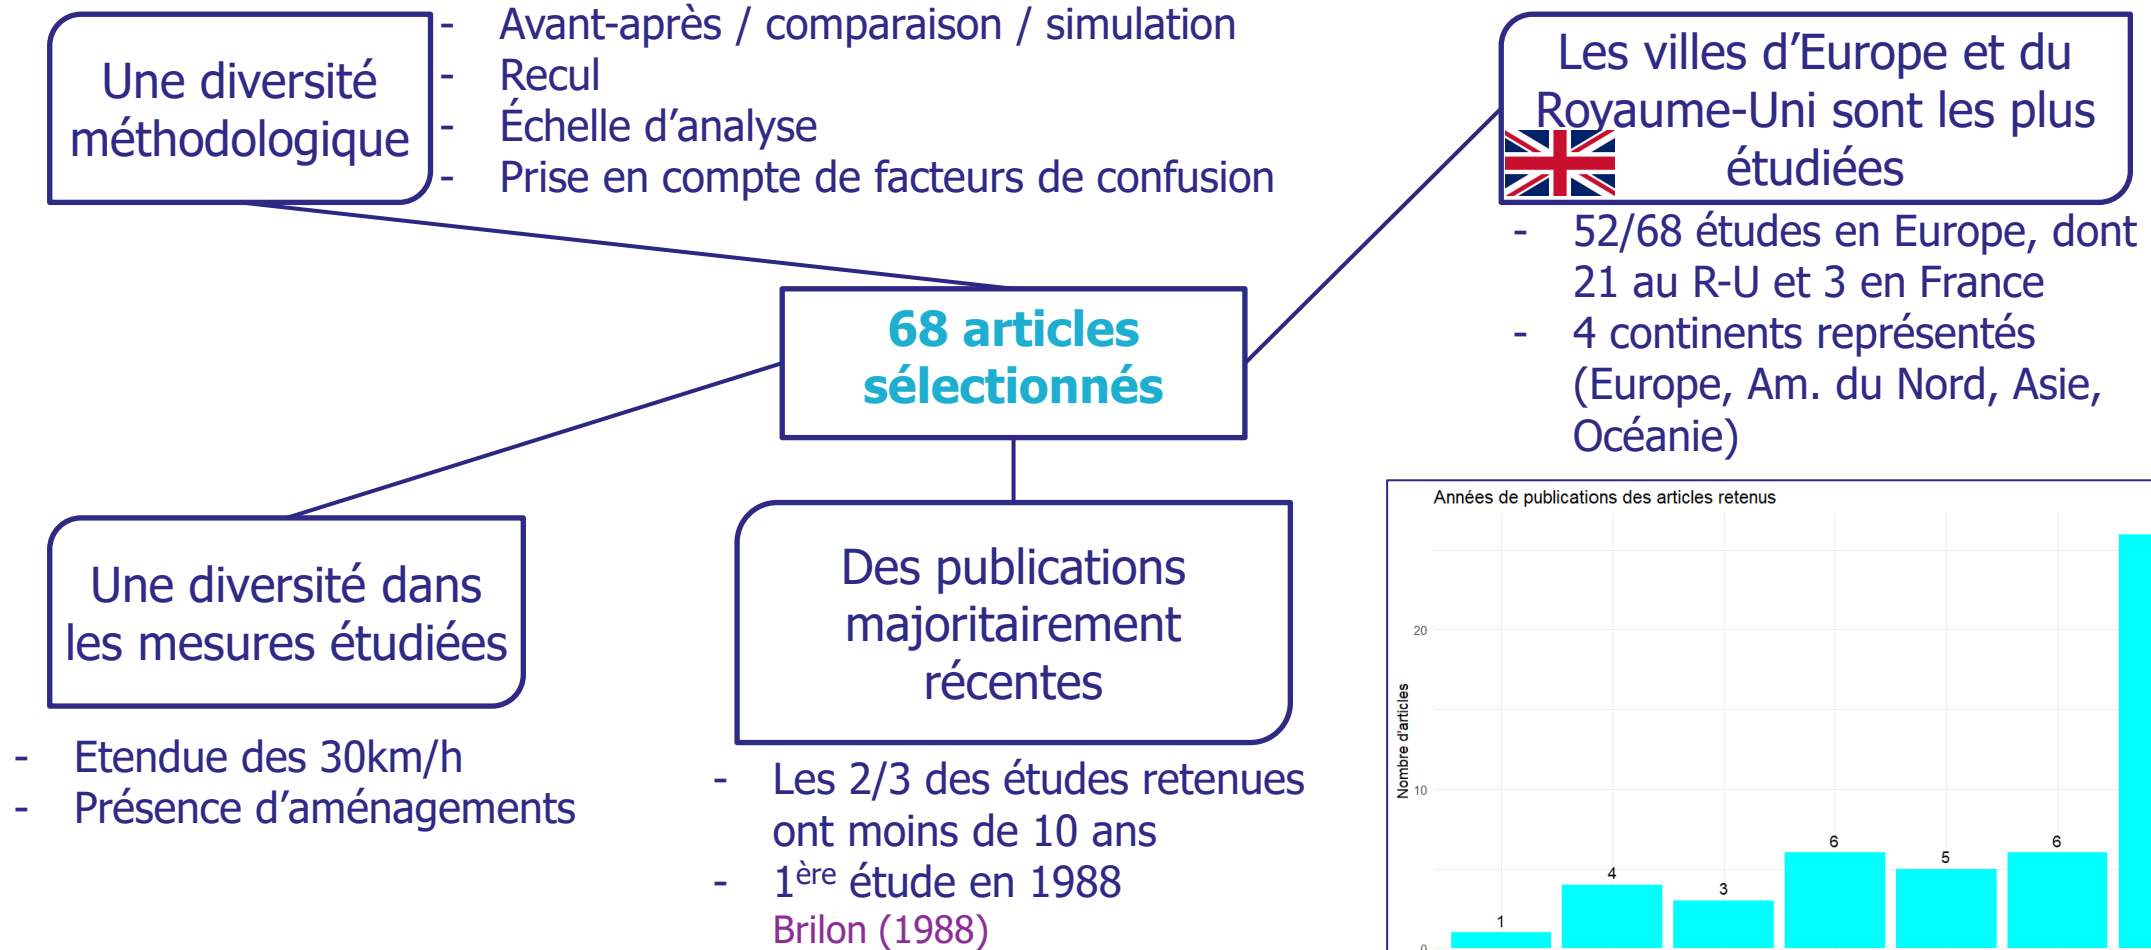 Une diversité
méthodologique
- Avant-après / comparaison / simulation
- Recul
- Échelle d’analyse
- Prise en compte de facteurs de confusion
Les villes d’Europe et du
Royaume-Uni sont les plus
étudiées
- 52/68 études en Europe, dont
21 au R-U et 3 en France
- 4 continents représentés
(Europe, Am. du Nord, Asie,
Océanie)
68 articles
sélectionnés
Une diversité dans
les mesures étudiées
- Etendue des 30km/h
- Présence d’aménagements
Des publications
majoritairement
récentes
- Les 2/3 des études retenues
ont moins de 10 ans
- 1ère étude en 1988
Brilon (1988)
Années de publications des articles retenus
Nombre d'articles
20
10
0
1
4
3
6
5
6